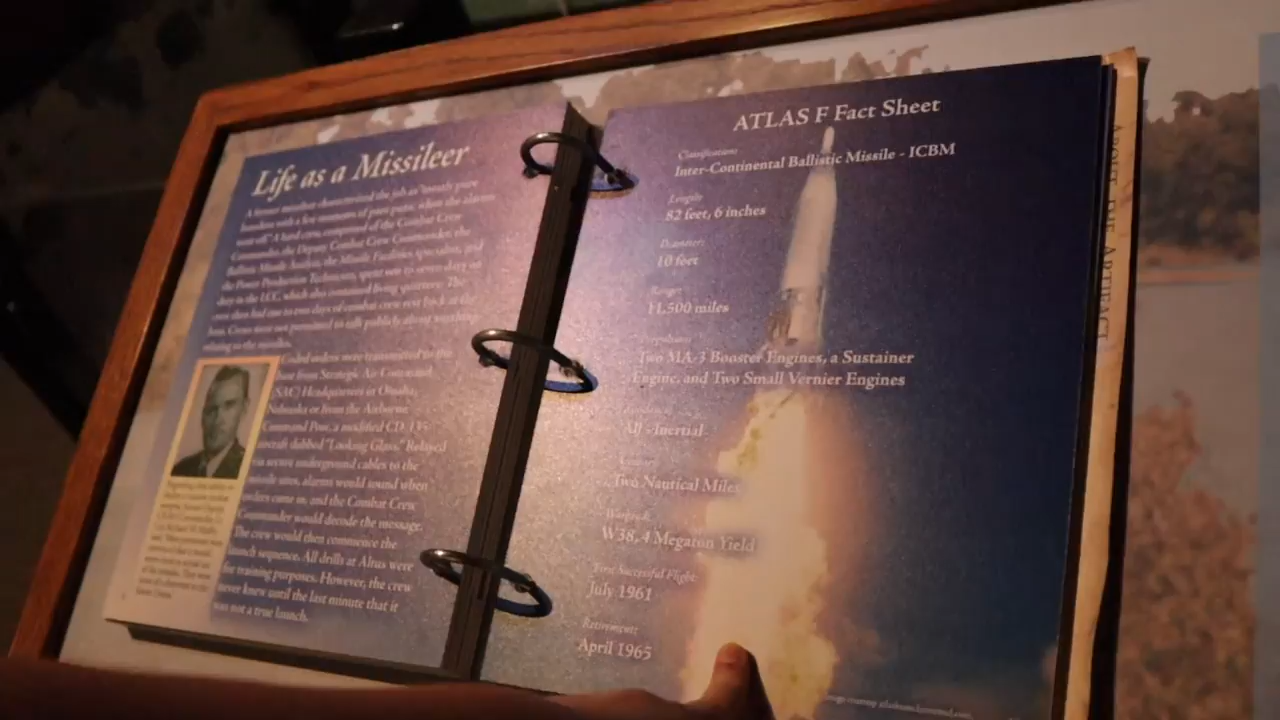 Life as a Missileer
A former member characterized the job as "mostly pure
boredom with a few moments of pure panic when the alarms
went off." A hard crew, comprised of the Combat Crew
Commander, the Deputy Combat Crew Commander, the
Ballistic Missile Analyst, the Missile Facilities specialist, and
the Power Production Technician, spent one to seven days on
duty in the LCC, which also contained living quarters. The
crew then had one to two days of combat crew rest back at the
base. Crews were not permitted to talk publicly about anything
relating to the missiles.
Coded orders were transmitted to the
base from Strategic Air Command
(SAC) Headquarters in Omaha,
Nebraska or from the Airborne
Command Post, a modified CD-135
aircraft dubbed "Looking Glass." Relayed
via secret underground cables to the
missile sites, alarms would sound when
orders came in, and the Combat Crew
Commander would decode the message.
The crew would then commence the
launch sequence. All drills at Altus were
for training purposes. However, the crew
never knew until the last minute that it
was not a true launch.
ATLAS F Fact Sheet
Classification:
Inter-Continental Ballistic Missile - ICBM
Length:
82 feet, 6 inches
Diameter:
10 feet
Range:
11,500 miles
Propulsion:
Two MA-3 Booster Engines, a Sustainer
Engine, and Two Small Vernier Engines
All - Inertial
Two Nautical Miles
Warhead:
W38, 4 Megaton Yield
First Successful Flight:
July 1961
Retirement:
April 1965
ABOUT THE ARTIFACT